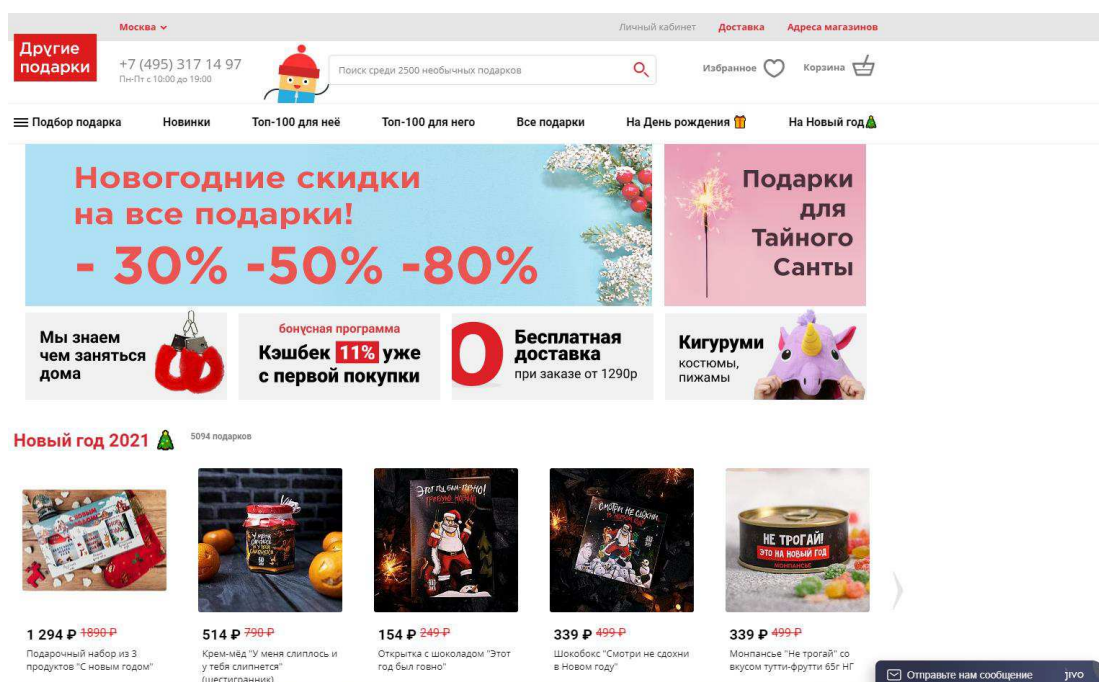 Москва
Личный кабинет
Доставка
Адреса магазинов
Другие
подарки
+7 (495) 317 14 97
Пн-Пт с 10:00 до 19:00
Поиск среди 2500 необычных подарков
Избранное
Корзина
Подбор подарка
Новинки
Топ-100 для неё
Топ-100 для него
Все подарки
На День рождения
На Новый год
Новогодние скидки
на все подарки!
- 30% -50% -80%
Подарки
для
Тайного
Санты
Мы знаем
чем заняться
дома
бонусная программа
Кэшбек 11% уже
с первой покупки
О
Бесплатная
доставка
при заказе от 1290р
Кигуруми
костюмы,
пижамы
Новый год 2021
5094 подарков
НЕ ТРОГАЙ!
ЭТО НА НОВЫЙ ГОД
МОНПАНСЬЕ
СМОТРИ НЕ СДОХНИ
1 294 ₽ 1890 ₽
Подарочный набор из 3
продуктов "С новым годом"
514 ₽ 790 ₽
Крем-мёд "У меня слиплось и
у тебя слипнется"
(шестигранник)
154 ₽ 249 ₽
Открытка с шоколадом "Этот
год был говно"
339 ₽ 499 ₽
Шокобокс "Смотри не сдохни
в Новом году"
339 ₽ 499 ₽
Монпансье "Не трогай" со
вкусом тутти-фрутти 65г НГ
Отправьте нам сообщение
jivo